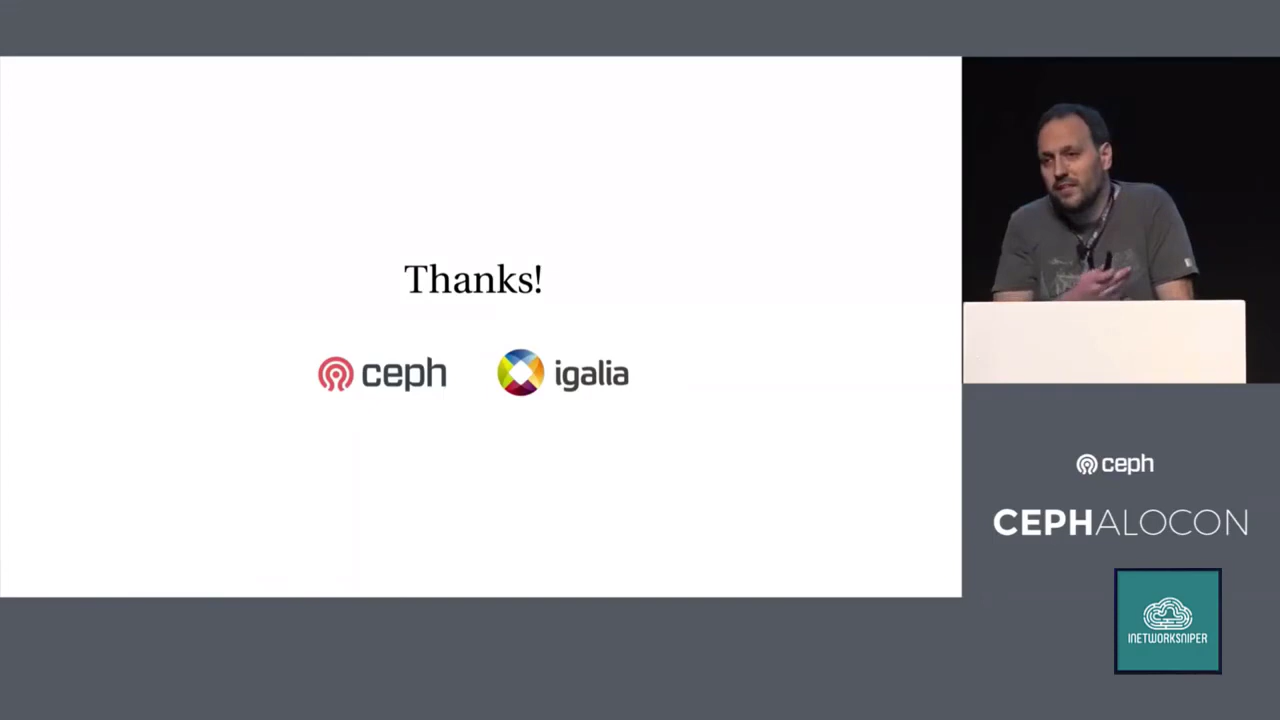 Thanks!
ceph
igalia
ceph
CEPHALOCON
INETWORKSNIPER